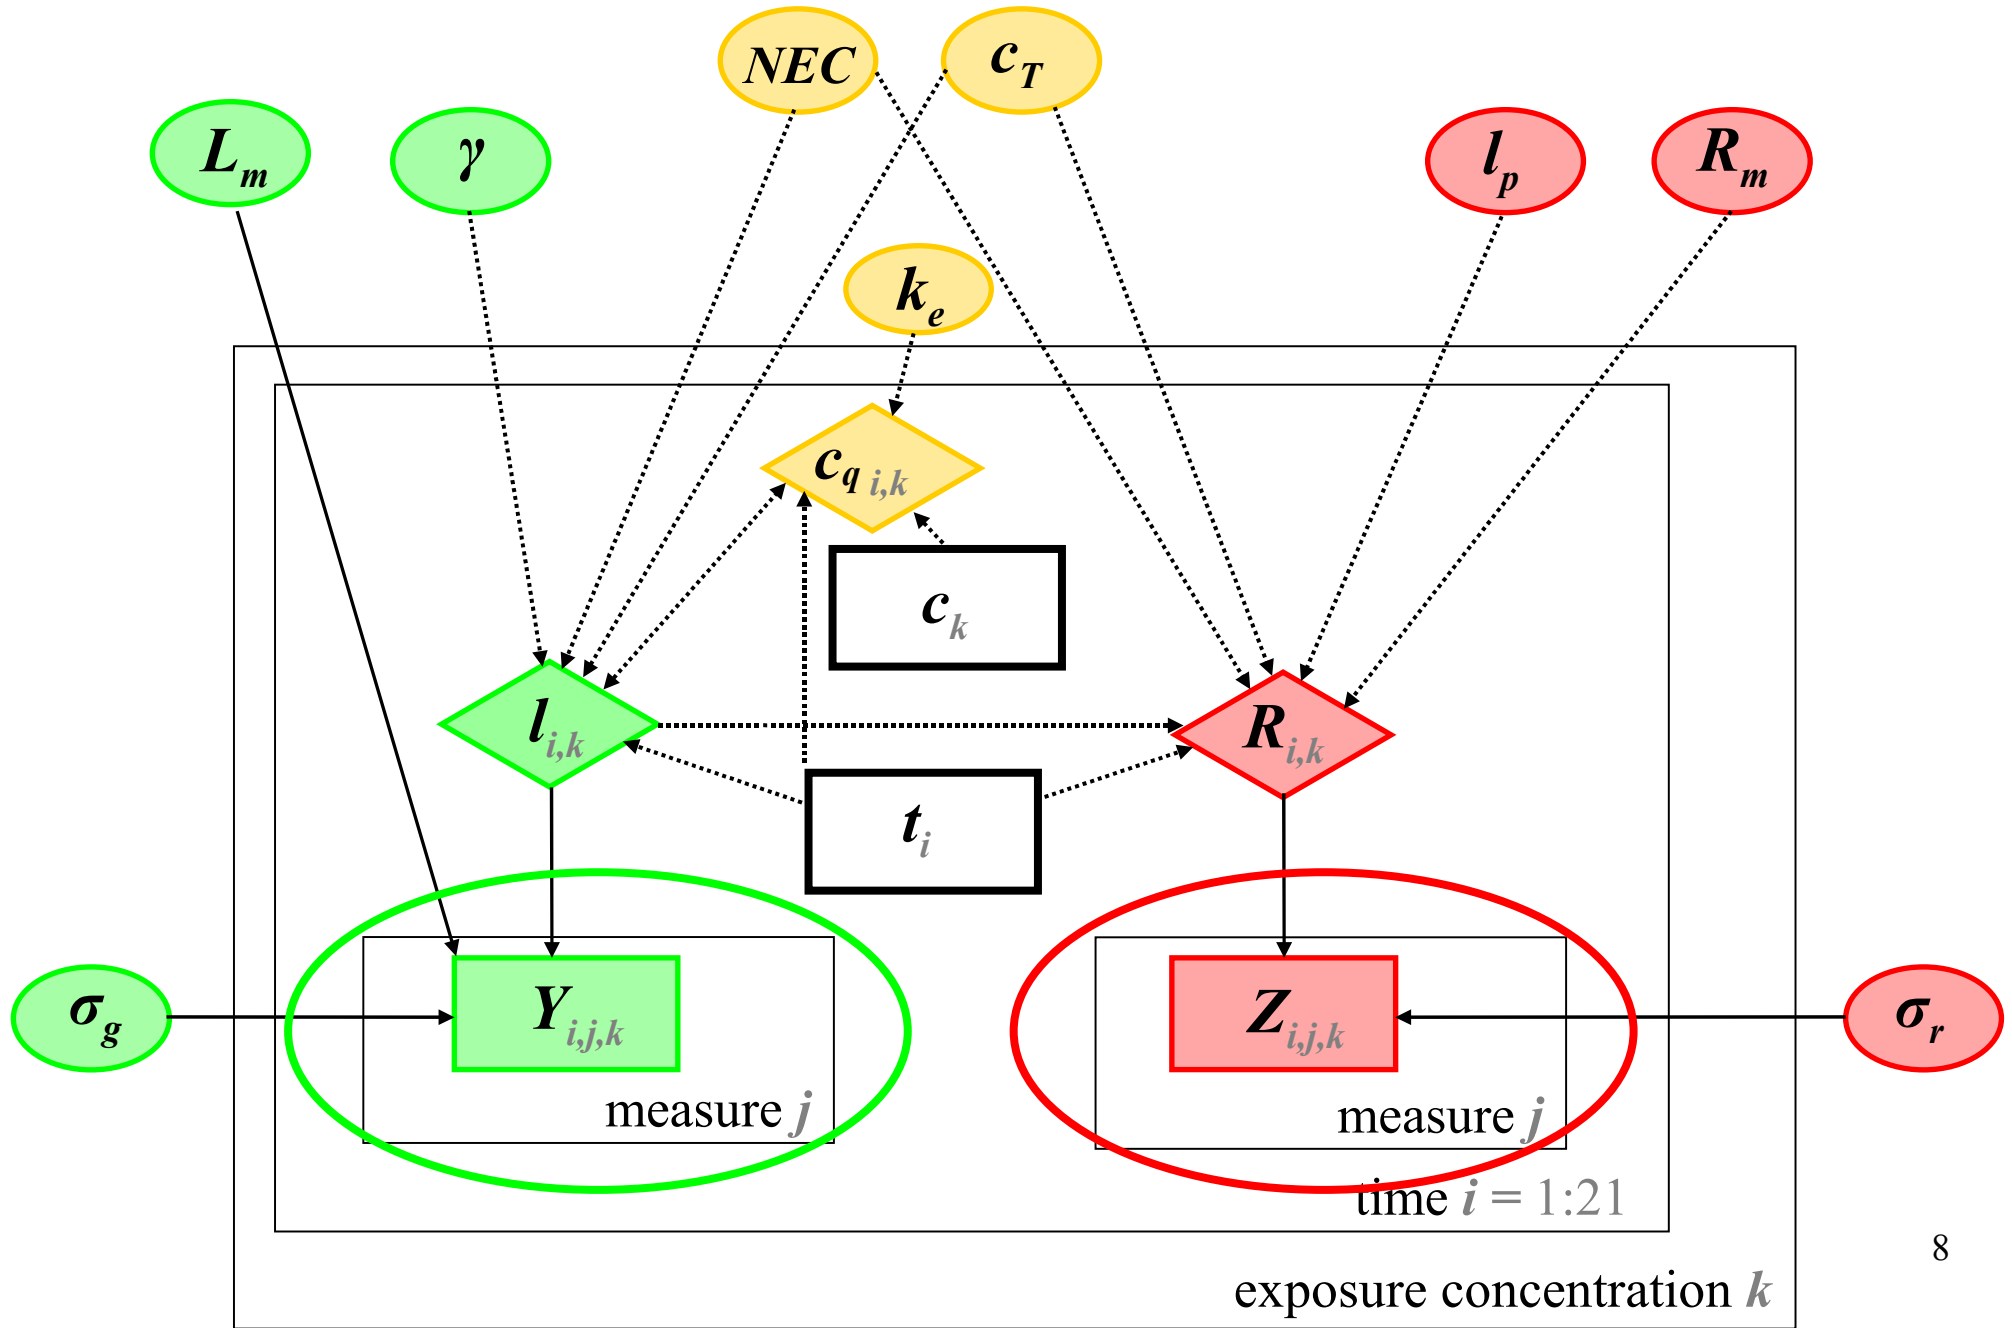 NEC
c_T
L_m
γ
l_p
R_m
k_e
c_q i,k
c_k
l_i,k
R_i,k
t_i
σ_g
Y_i,j,k
Z_i,j,k
σ_r
measure j
measure j
time i = 1:21
8
exposure concentration k